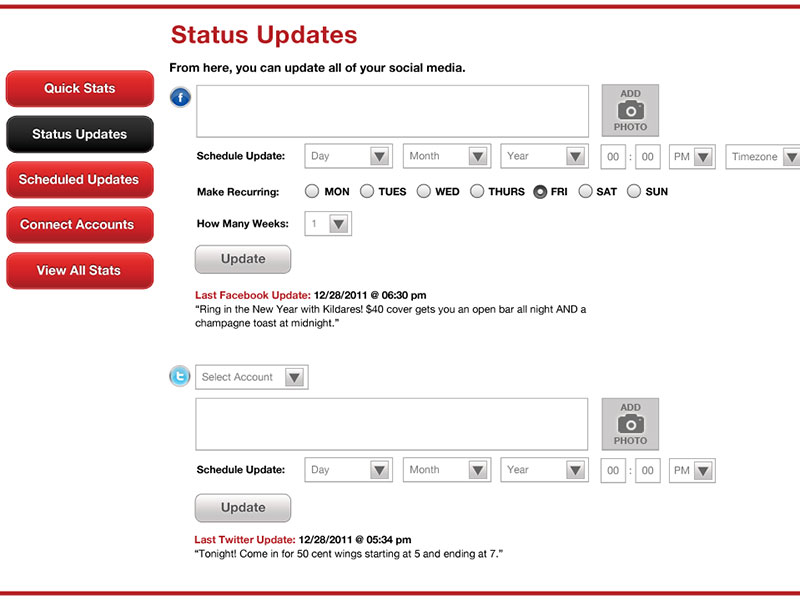 Status Updates
From here, you can update all of your social media.
Quick Stats
Status Updates
Scheduled Updates
Connect Accounts
View All Stats
f
ADD
PHOTO
Schedule Update: Day Month Year 00 : 00 PM Timezone
Make Recurring: MON TUES WED THURS FRI SAT SUN
How Many Weeks: 1
Update
Last Facebook Update: 12/28/2011 @ 06:30 pm
“Ring in the New Year with Kildares! $40 cover gets you an open bar all night AND a
champagne toast at midnight.”
t Select Account
ADD
PHOTO
Schedule Update: Day Month Year 00 : 00 PM
Update
Last Twitter Update: 12/28/2011 @ 05:34 pm
“Tonight! Come in for 50 cent wings starting at 5 and ending at 7.”